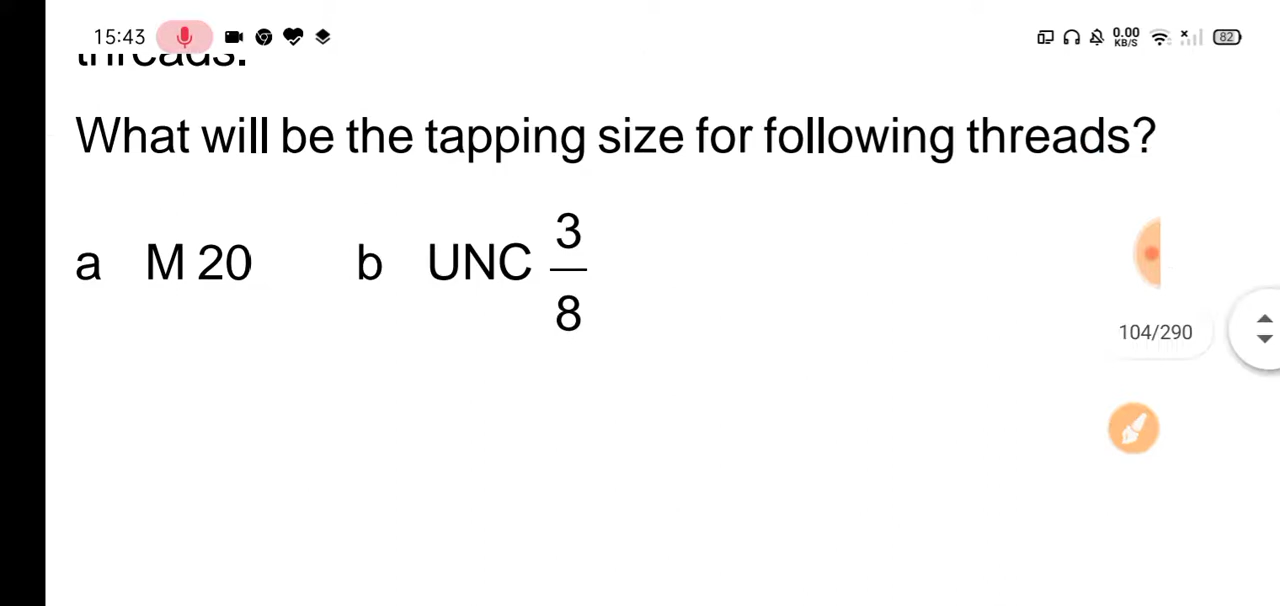 15:43 0.00 KB/S 82
threads.
What will be the tapping size for following threads?
a M 20 b UNC 3/8
104/290